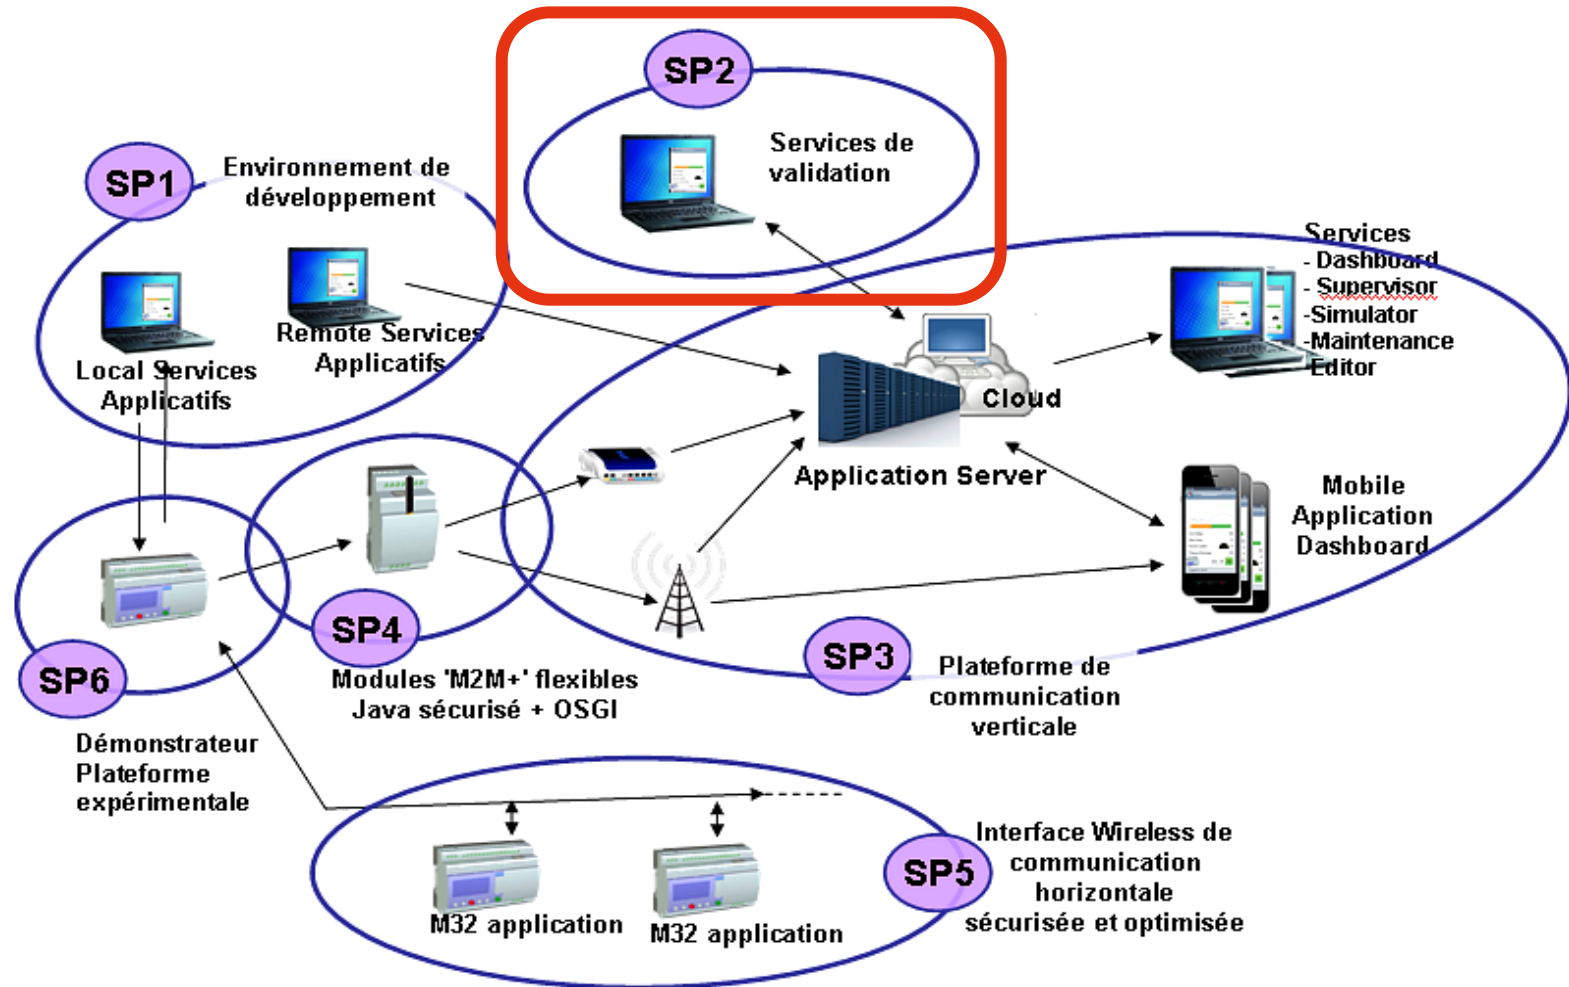 SP2
Services de
validation
SP1
Environnement de
développement
Remote Services
Applicatifs
Local Services
Applicatifs
Services
- Dashboard
- Supervisor
-Simulator
-Maintenance
-Editor
Cloud
Application Server
Mobile
Application
Dashboard
SP4
Modules 'M2M+' flexibles
Java sécurisé + OSGI
SP3
Plateforme de
communication
verticale
SP6
Démonstrateur
Plateforme
expérimentale
SP5
Interface Wireless de
communication
horizontale
sécurisée et optimisée
M32 application
M32 application